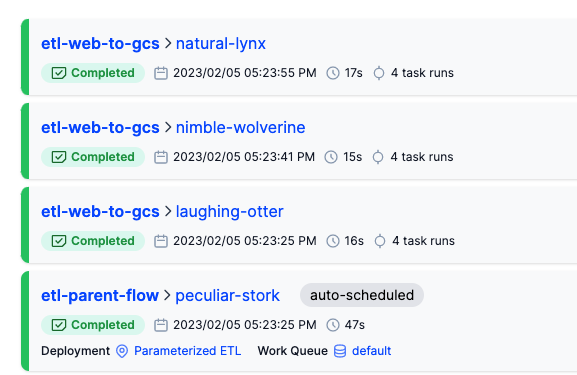 etl-web-to-gcs > natural-lynx
Completed 2023/02/05 05:23:55 PM 17s 4 task runs
etl-web-to-gcs > nimble-wolverine
Completed 2023/02/05 05:23:41 PM 15s 4 task runs
etl-web-to-gcs > laughing-otter
Completed 2023/02/05 05:23:25 PM 16s 4 task runs
etl-parent-flow > peculiar-stork auto-scheduled
Completed 2023/02/05 05:23:25 PM 47s
Deployment Parameterized ETL Work Queue default